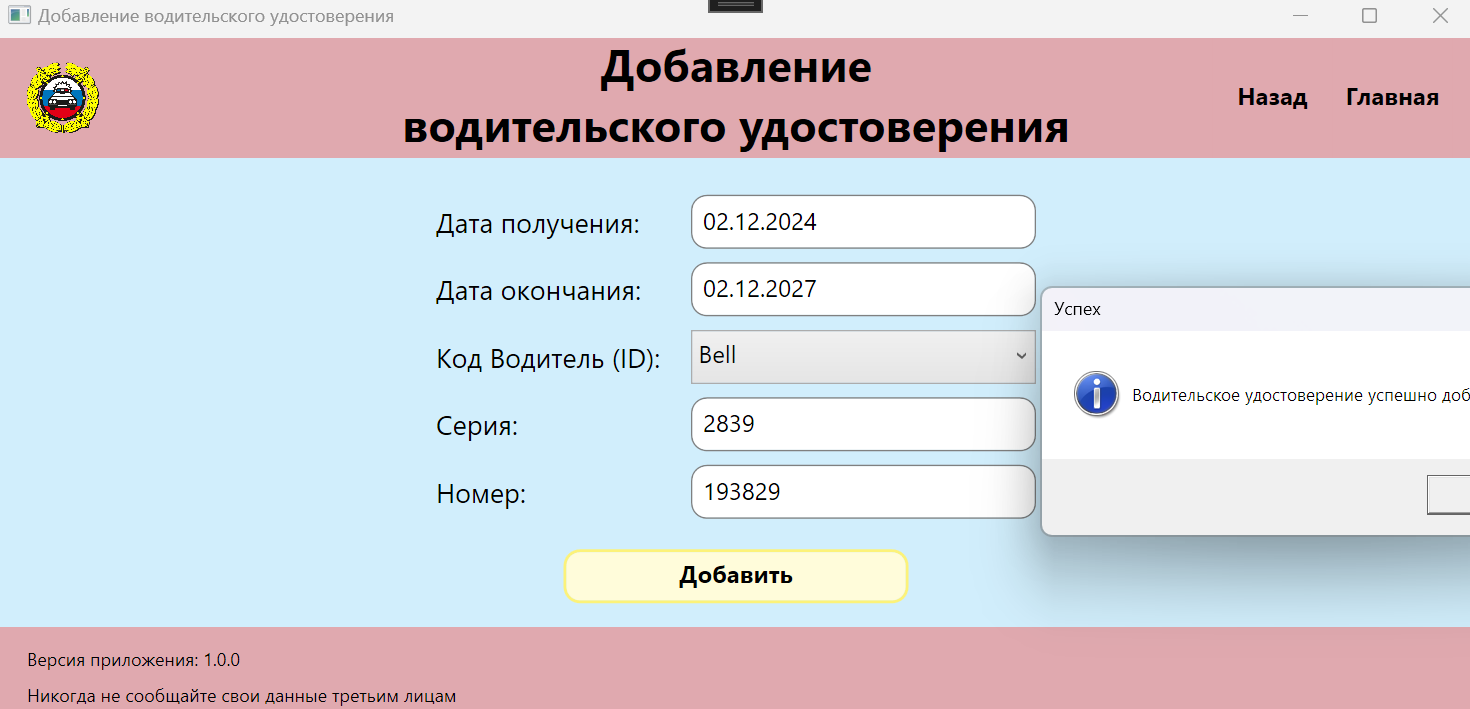 Добавление водительского удостоверения
Добавление
водительского удостоверения
Назад
Главная
Дата получения:
02.12.2024
Дата окончания:
02.12.2027
Код Водитель (ID):
Bell
Серия:
2839
Номер:
193829
Добавить
Успех
Водительское удостоверение успешно доб
Версия приложения: 1.0.0
Никогда не сообщайте свои данные третьим лицам